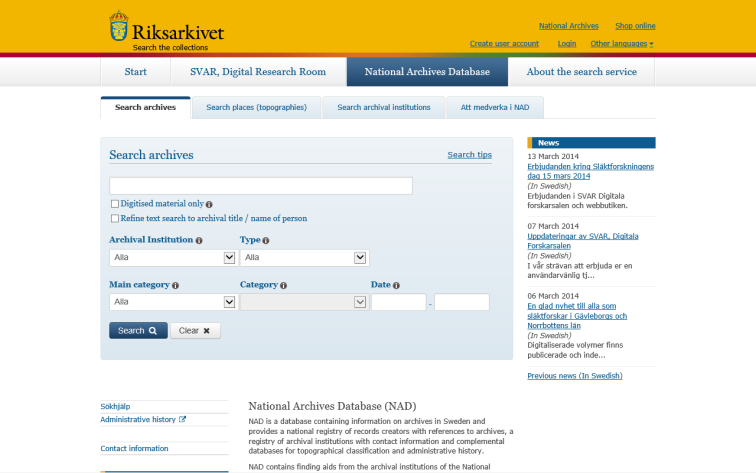 Riksarkivet
Search the collections
National Archives Shop online
Create user account Login Other languages
Start SVAR, Digital Research Room National Archives Database About the search service
Search archives Search places (topographies) Search archival institutions Att medverka i NAD
Search archives Search tips
Digitised material only
Refine text search to archival title / name of person
Archival Institution Type
Alla Alla
Main category Category Date
Alla -
Search Clear
News
13 March 2014
Erbjudanden kring Släktforskningens
dag 15 mars 2014
(In Swedish)
Erbjudanden i SVAR Digitala
forskarsalen och webbutiken.
07 March 2014
Uppdateringar av SVAR, Digitala
Forskarsalen
(In Swedish)
I vår strävan att erbjuda er en
användarvänlig tj...
06 March 2014
En glad nyhet till alla som
släktforskar i Gävleborgs och
Norrbottens län
(In Swedish)
Digitaliserade volymer finns
publicerade och inde...
Previous news (In Swedish)
Sökhjälp
Administrative history
Contact information
National Archives Database (NAD)
NAD is a database containing information on archives in Sweden and
provides a national registry of records creators with references to archives, a
registry of archival institutions with contact information and complemental
databases for topographical classification and administrative history.
NAD contains finding aids from the archival institutions of the National